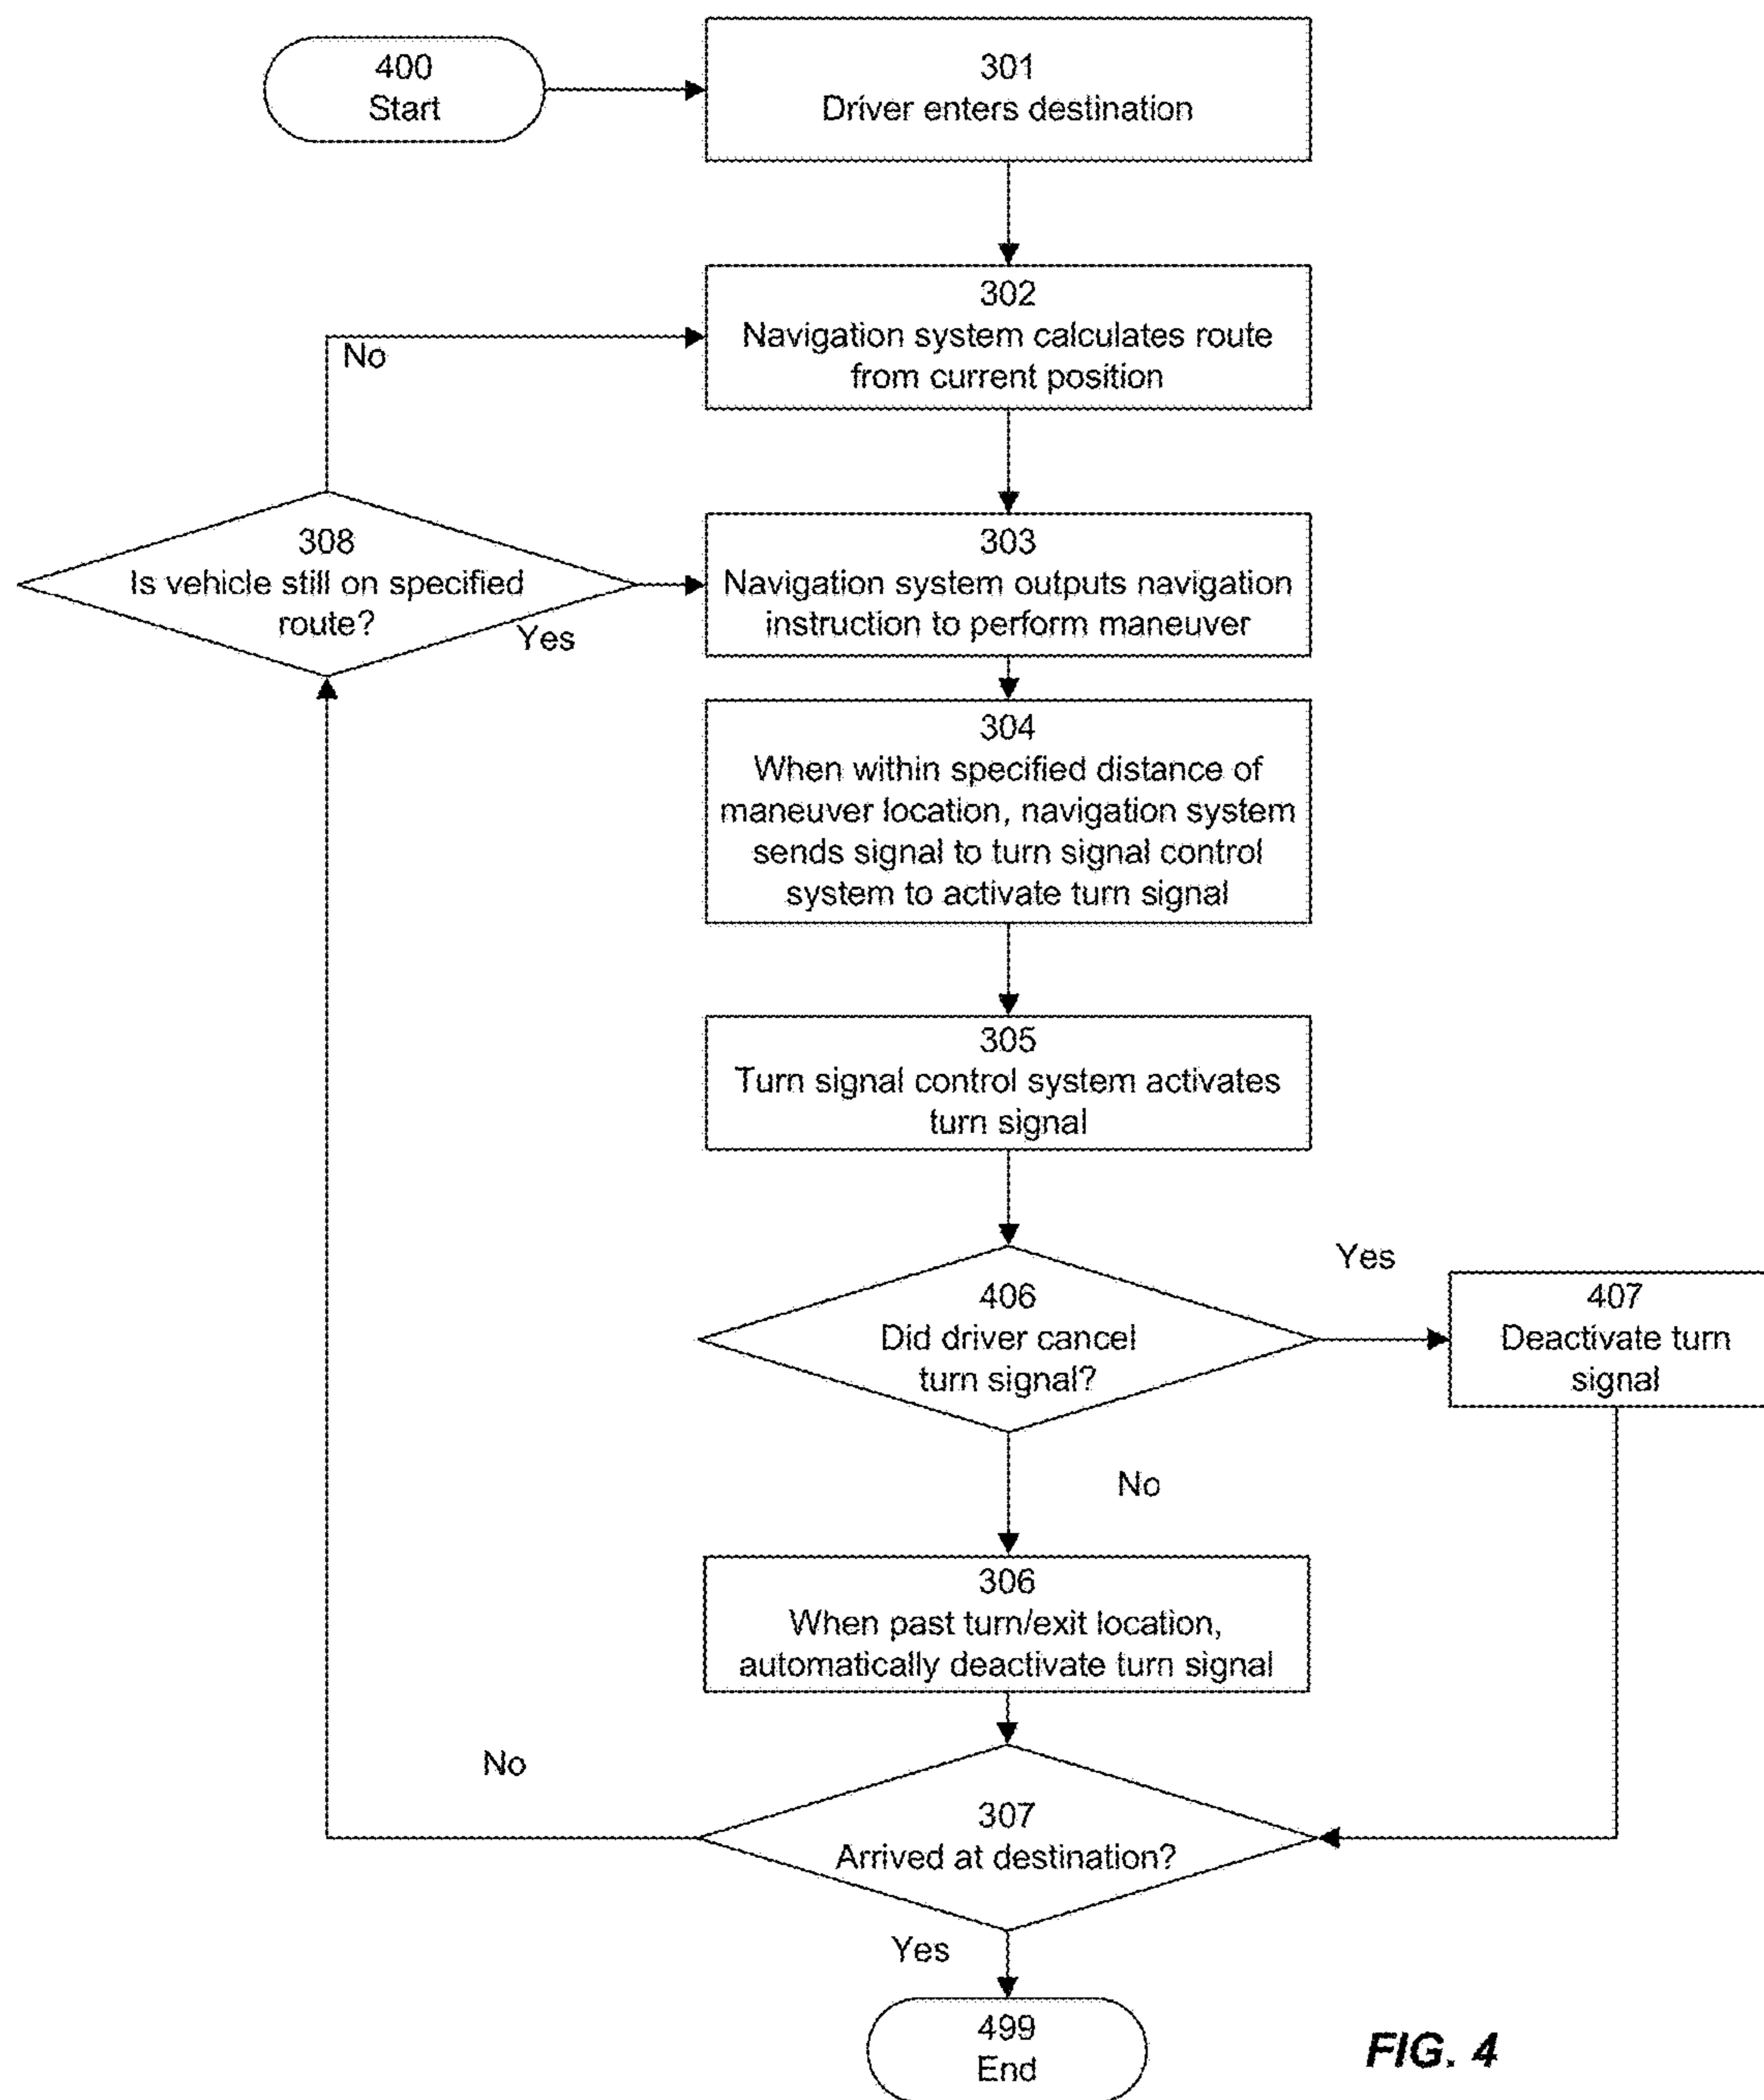 400
Start
301
Driver enters destination
302
Navigation system calculates route
from current position
No
308
Is vehicle still on specified
route?
Yes
303
Navigation system outputs navigation
instruction to perform maneuver
304
When within specified distance of
maneuver location, navigation system
sends signal to turn signal control
system to activate turn signal
305
Turn signal control system activates
turn signal
406
Did driver cancel
turn signal?
Yes
407
Deactivate turn
signal
No
306
When past turn/exit location,
automatically deactivate turn signal
No
307
Arrived at destination?
Yes
499
End
FIG. 4